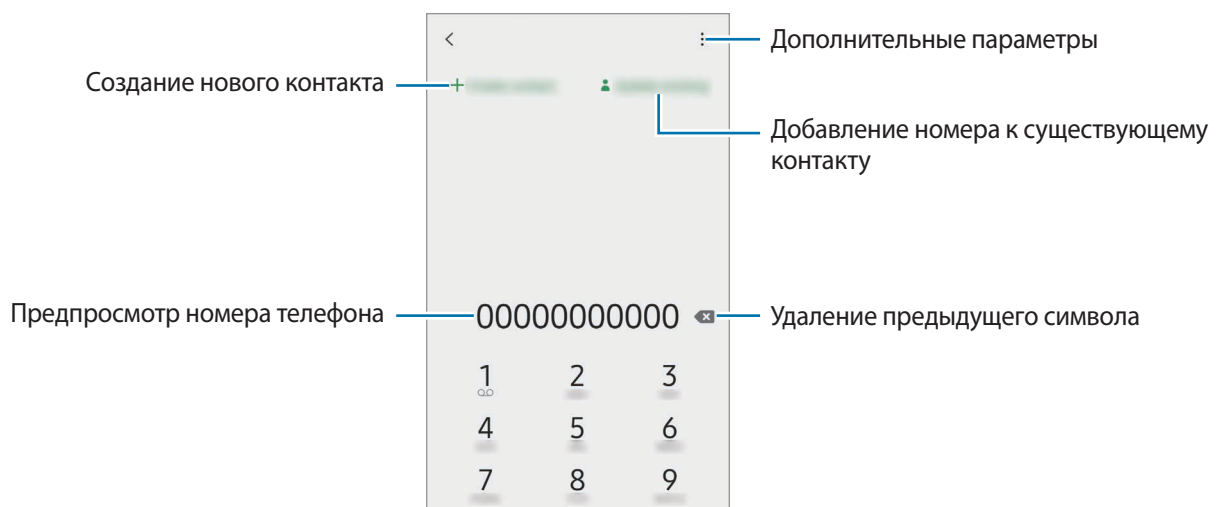 Дополнительные параметры
Создание нового контакта
Добавление номера к существующему
контакту
Предпросмотр номера телефона
00000000000
Удаление предыдущего символа
1 2 3
4 5 6
7 8 9